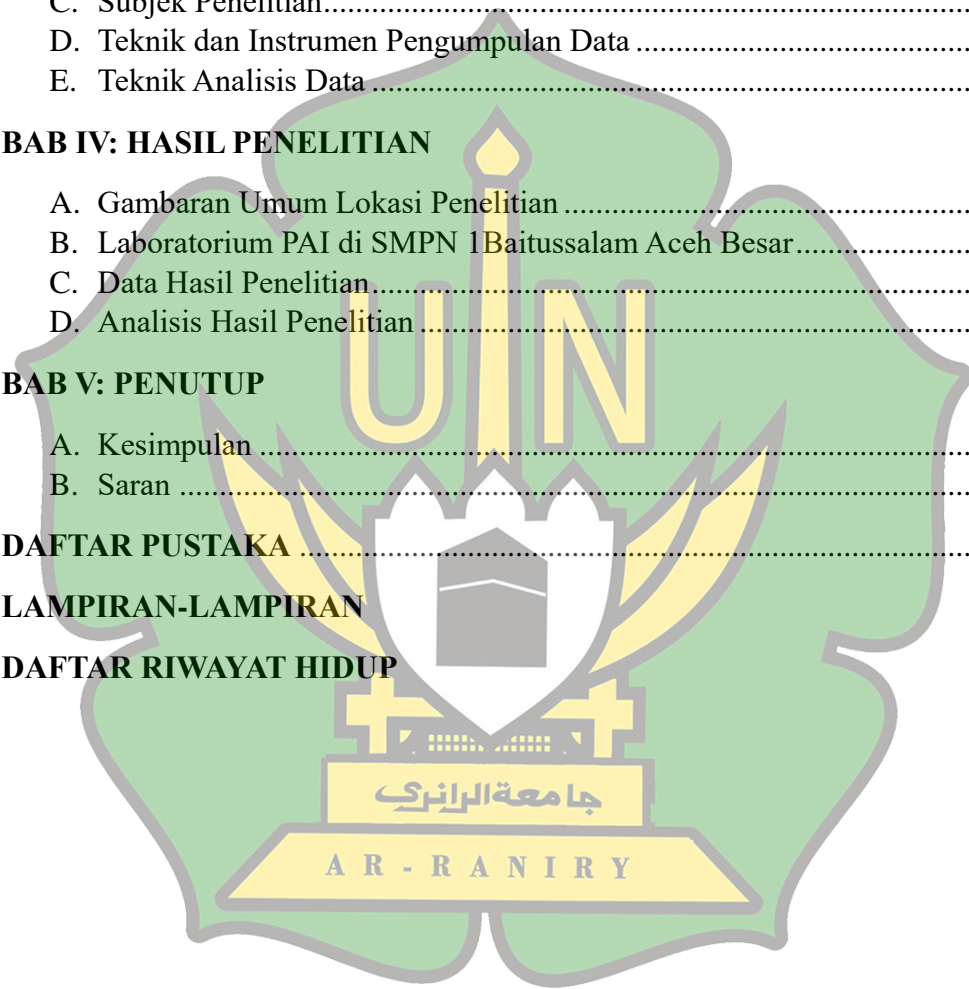 C. Subjek Penelitian..........................................................................
D. Teknik dan Instrumen Pengumpulan Data..........................................
E. Teknik Analisis Data..........................................................................
BAB IV: HASIL PENELITIAN
A. Gambaran Umum Lokasi Penelitian..................................................
B. Laboratorium PAI di SMPN 1Baitussalam Aceh Besar......................
C. Data Hasil Penelitian..........................................................................
D. Analisis Hasil Penelitian....................................................................
BAB V: PENUTUP
A. Kesimpulan.......................................................................................
B. Saran.................................................................................................
DAFTAR PUSTAKA..............................................................................
LAMPIRAN-LAMPIRAN
DAFTAR RIWAYAT HIDUP
UIN
جامعة الرانري
AR-RANIRY